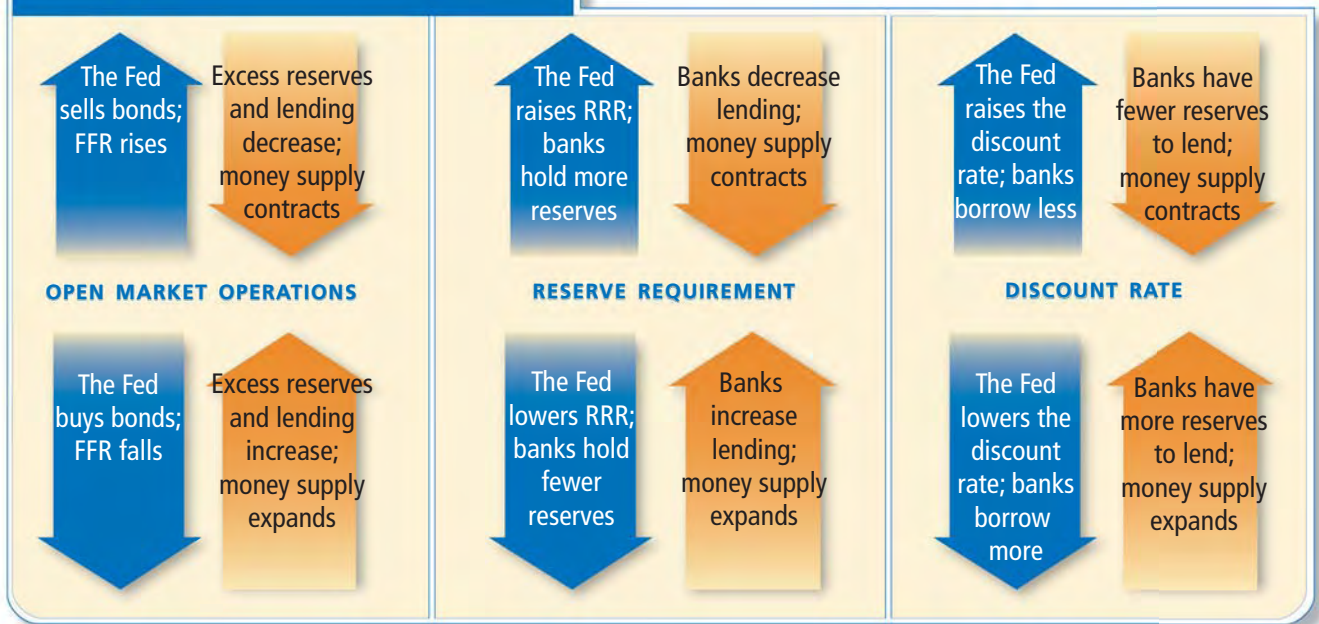 The Fed
sells bonds;
FFR rises
Excess reserves
and lending
decrease;
money supply
contracts
OPEN MARKET OPERATIONS
The Fed
buys bonds;
FFR falls
Excess reserves
and lending
increase;
money supply
expands
The Fed
raises RRR;
banks
hold more
reserves
Banks decrease
lending;
money supply
contracts
RESERVE REQUIREMENT
The Fed
lowers RRR;
banks hold
fewer
reserves
Banks
increase
lending;
money supply
expands
The Fed
raises the
discount
rate; banks
borrow less
Banks have
fewer reserves
to lend;
money supply
contracts
DISCOUNT RATE
The Fed
lowers the
discount
rate; banks
borrow
more
Banks have
more reserves
to lend;
money supply
expands